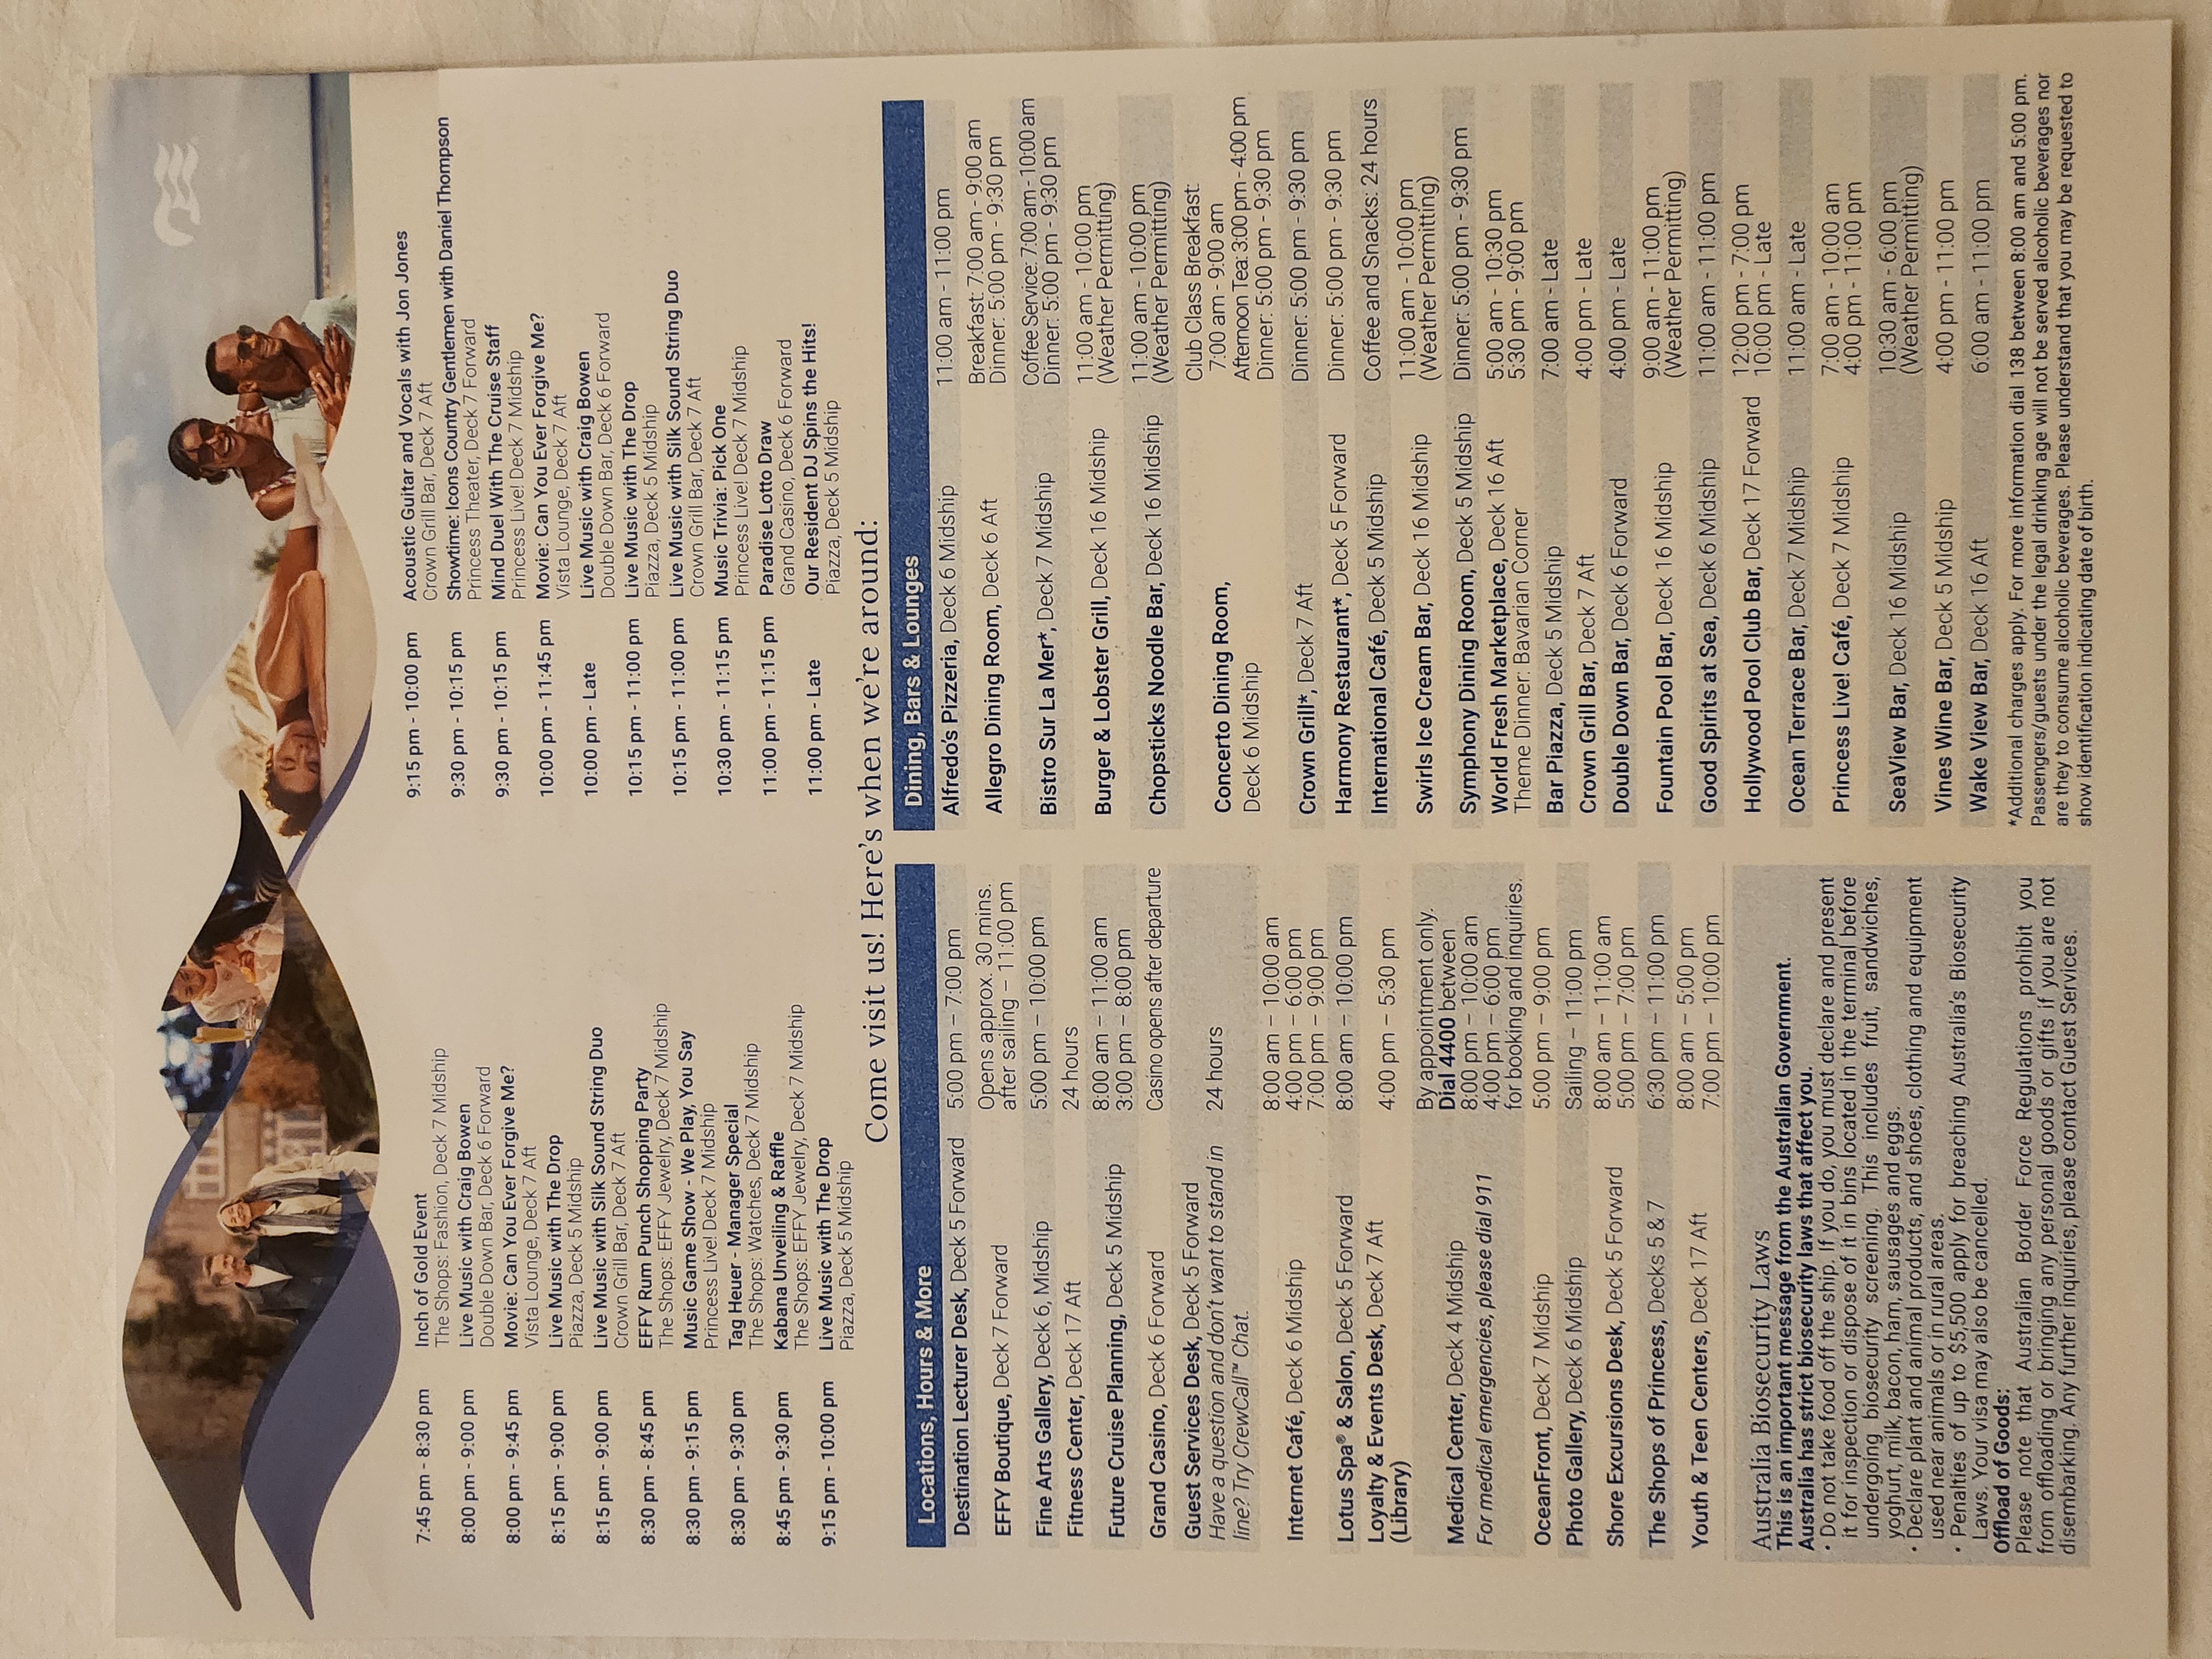 7:45 pm - 8:30 pm Inch of Gold Event
The Shops: Fashion, Deck 7 Midship
8:00 pm - 9:00 pm Live Music with Craig Bowen
Double Down Bar, Deck 6 Forward
8:00 pm - 9:45 pm Movie: Can You Ever Forgive Me?
Vista Lounge, Deck 7 Aft
8:15 pm - 9:00 pm Live Music with The Drop
Piazza, Deck 5 Midship
8:15 pm - 9:00 pm Live Music with Silk Sound String Duo
Crown Grill Bar, Deck 7 Aft
8:30 pm - 8:45 pm EFFY Rum Punch Shopping Party
The Shops: EFFY Jewelry, Deck 7 Midship
8:30 pm - 9:15 pm Music Game Show - We Play, You Say
Princess Live! Deck 7 Midship
8:30 pm - 9:30 pm Tag Heuer - Manager Special
The Shops: Watches, Deck 7 Midship
8:45 pm - 9:30 pm Kabana Unveiling & Raffle
The Shops: EFFY Jewelry, Deck 7 Midship
9:15 pm - 10:00 pm Live Music with The Drop
Piazza, Deck 5 Midship
9:15 pm - 10:00 pm Acoustic Guitar and Vocals with Jon Jones
Crown Grill Bar, Deck 7 Aft
9:30 pm - 10:15 pm Showtime: Icons Country Gentlemen with Daniel Thompson
Princess Theater, Deck 7 Forward
9:30 pm - 10:15 pm Mind Duel With The Cruise Staff
Princess Live! Deck 7 Midship
10:00 pm - 11:45 pm Movie: Can You Ever Forgive Me?
Vista Lounge, Deck 7 Aft
10:00 pm - Late Live Music with Craig Bowen
Double Down Bar, Deck 6 Forward
10:15 pm - 11:00 pm Live Music with The Drop
Piazza, Deck 5 Midship
10:15 pm - 11:00 pm Live Music with Silk Sound String Duo
Crown Grill Bar, Deck 7 Aft
10:30 pm - 11:15 pm Music Trivia: Pick One
Princess Live! Deck 7 Midship
11:00 pm - 11:15 pm Paradise Lotto Draw
Grand Casino, Deck 6 Forward
11:00 pm - Late Our Resident DJ Spins the Hits!
Piazza, Deck 5 Midship
Come visit us! Here's when we're around:
Locations, Hours & More
Destination Lecturer Desk, Deck 5 Forward 5:00 pm – 7:00 pm
EFFY Boutique, Deck 7 Forward Opens approx. 30 mins.
after sailing – 11:00 pm
Fine Arts Gallery, Deck 6, Midship 5:00 pm – 10:00 pm
Fitness Center, Deck 17 Aft 24 hours
Future Cruise Planning, Deck 5 Midship 8:00 am – 11:00 am
3:00 pm – 8:00 pm
Grand Casino, Deck 6 Forward Casino opens after departure
Guest Services Desk, Deck 5 Forward
Have a question and don't want to stand in 24 hours
line? Try CrewCall™ Chat.
Internet Café, Deck 6 Midship 8:00 am – 10:00 am
4:00 pm – 6:00 pm
7:00 pm – 9:00 pm
Lotus Spa® & Salon, Deck 5 Forward 8:00 am – 10:00 pm
Loyalty & Events Desk, Deck 7 Aft 4:00 pm – 5:30 pm
(Library)
Medical Center, Deck 4 Midship
For medical emergencies, please dial 911
By appointment only.
Dial 4400 between
8:00 pm – 10:00 am
4:00 pm – 6:00 pm
for booking and inquiries.
OceanFront, Deck 7 Midship 5:00 pm – 9:00 pm
Photo Gallery, Deck 6 Midship Sailing – 11:00 pm
Shore Excursions Desk, Deck 5 Forward 8:00 am – 11:00 am
5:00 pm – 7:00 pm
The Shops of Princess, Decks 5 & 7 6:30 pm – 11:00 pm
Youth & Teen Centers, Deck 17 Aft 8:00 am – 5:00 pm
7:00 pm – 10:00 pm
Australia Biosecurity Laws
This is an important message from the Australian Government.
Australia has strict biosecurity laws that affect you.
• Do not take food off the ship. If you do, you must declare and present
it for inspection or dispose of it in bins located in the terminal before
undergoing biosecurity screening. This includes fruit, sandwiches,
yoghurt, milk, bacon, ham, sausages and eggs.
• Declare plant and animal products, and shoes, clothing and equipment
used near animals or in rural areas.
• Penalties of up to $5,500 apply for breaching Australia's Biosecurity
Laws. Your visa may also be cancelled.
Offload of Goods:
Please note that Australian Border Force Regulations prohibit you
from offloading or bringing any personal goods or gifts if you are not
disembarking. Any further inquiries, please contact Guest Services.
Dining, Bars & Lounges
Alfredo's Pizzeria, Deck 6 Midship 11:00 am - 11:00 pm
Allegro Dining Room, Deck 6 Aft Breakfast: 7:00 am - 9:00 am
Dinner: 5:00 pm - 9:30 pm
Bistro Sur La Mer*, Deck 7 Midship Coffee Service: 7:00 am - 10:00 am
Dinner: 5:00 pm - 9:30 pm
Burger & Lobster Grill, Deck 16 Midship 11:00 am - 10:00 pm
(Weather Permitting)
Chopsticks Noodle Bar, Deck 16 Midship 11:00 am - 10:00 pm
(Weather Permitting)
Concerto Dining Room,
Deck 6 Midship
Club Class Breakfast:
7:00 am - 9:00 am
Afternoon Tea: 3:00 pm - 4:00 pm
Dinner: 5:00 pm - 9:30 pm
Crown Grill*, Deck 7 Aft Dinner: 5:00 pm - 9:30 pm
Harmony Restaurant*, Deck 5 Forward Dinner: 5:00 pm - 9:30 pm
International Café, Deck 5 Midship Coffee and Snacks: 24 hours
Swirls Ice Cream Bar, Deck 16 Midship 11:00 am - 10:00 pm
(Weather Permitting)
Symphony Dining Room, Deck 5 Midship Dinner: 5:00 pm - 9:30 pm
World Fresh Marketplace, Deck 16 Aft 5:00 am - 10:30 pm
Theme Dinner: Bavarian Corner 5:30 pm - 9:00 pm
Bar Piazza, Deck 5 Midship 7:00 am - Late
Crown Grill Bar, Deck 7 Aft 4:00 pm - Late
Double Down Bar, Deck 6 Forward 4:00 pm - Late
Fountain Pool Bar, Deck 16 Midship 9:00 am - 11:00 pm
(Weather Permitting)
Good Spirits at Sea, Deck 6 Midship 11:00 am - 11:00 pm
Hollywood Pool Club Bar, Deck 17 Forward 12:00 pm - 7:00 pm
10:00 pm - Late
Ocean Terrace Bar, Deck 7 Midship 11:00 am - Late
Princess Live! Café, Deck 7 Midship 7:00 am - 10:00 am
4:00 pm - 11:00 pm
SeaView Bar, Deck 16 Midship 10:30 am - 6:00 pm
(Weather Permitting)
Vines Wine Bar, Deck 5 Midship 4:00 pm - 11:00 pm
Wake View Bar, Deck 16 Aft 6:00 am - 11:00 pm
*Additional charges apply. For more information dial 138 between 8:00 am and 5:00 pm.
Passengers/guests under the legal drinking age will not be served alcoholic beverages nor
are they to consume alcoholic beverages. Please understand that you may be requested to
show identification indicating date of birth.